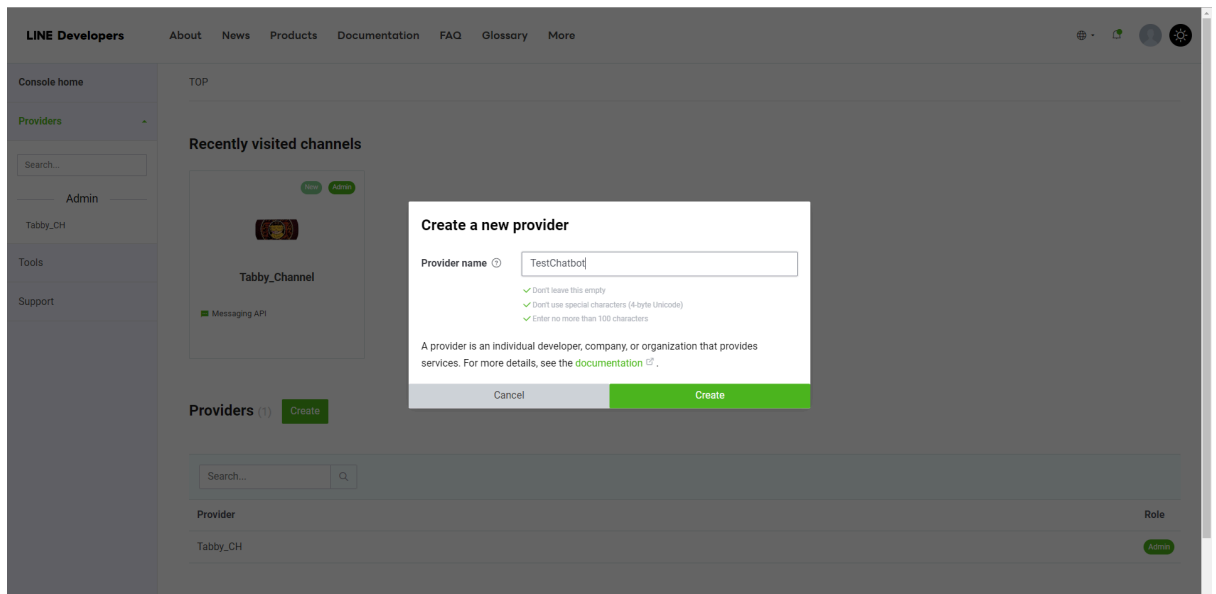 LINE Developers
About News Products Documentation FAQ Glossary More
Console home
TOP
Providers
Recently visited channels
Search...
Admin
Tabby_CH
Tools
Support
New Admin
Tabby_Channel
Messaging API
Create a new provider
Provider name
TestChatbot
Don't leave this empty
Don't use special characters (4-byte Unicode)
Enter no more than 100 characters
A provider is an individual developer, company, or organization that provides
services. For more details, see the documentation .
Cancel Create
Providers (1) Create
Search...
Provider Role
Tabby_CH Admin